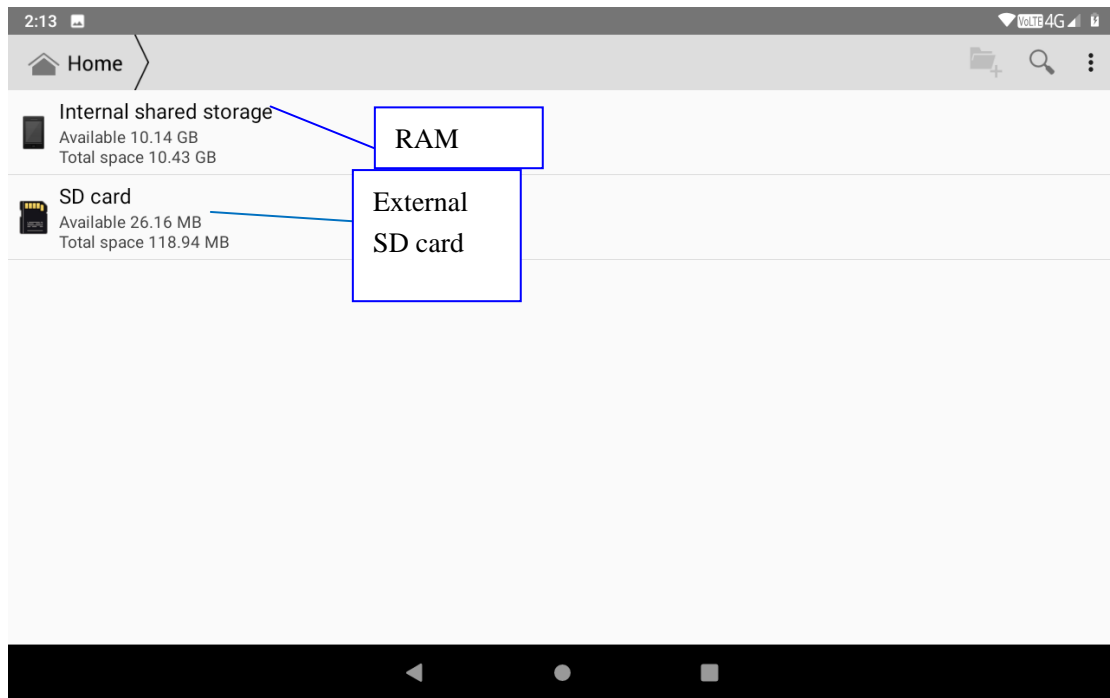 2:13 VoLTE 4G
Home
Internal shared storage
Available 10.14 GB
Total space 10.43 GB
RAM
SD card
Available 26.16 MB
Total space 118.94 MB
External
SD card